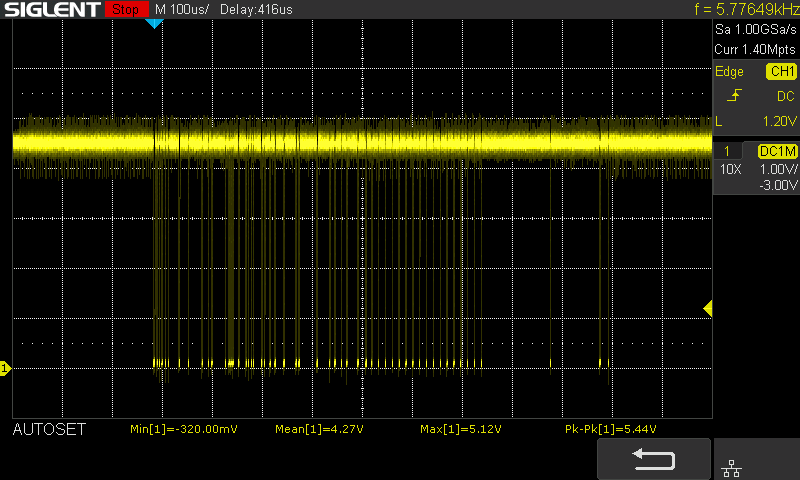 SIGLENT Stop M 100us/ Delay:416us f = 5.77649kHz
Sa 1.00GSa/s
Curr 1.40Mpts
Edge CH1
DC
L 1.20V
1 DC1M
10X 1.00V/
-3.00V
1
AUTOSET Min[1]=-320.00mV Mean[1]=4.27V Max[1]=5.12V Pk-Pk[1]=5.44V